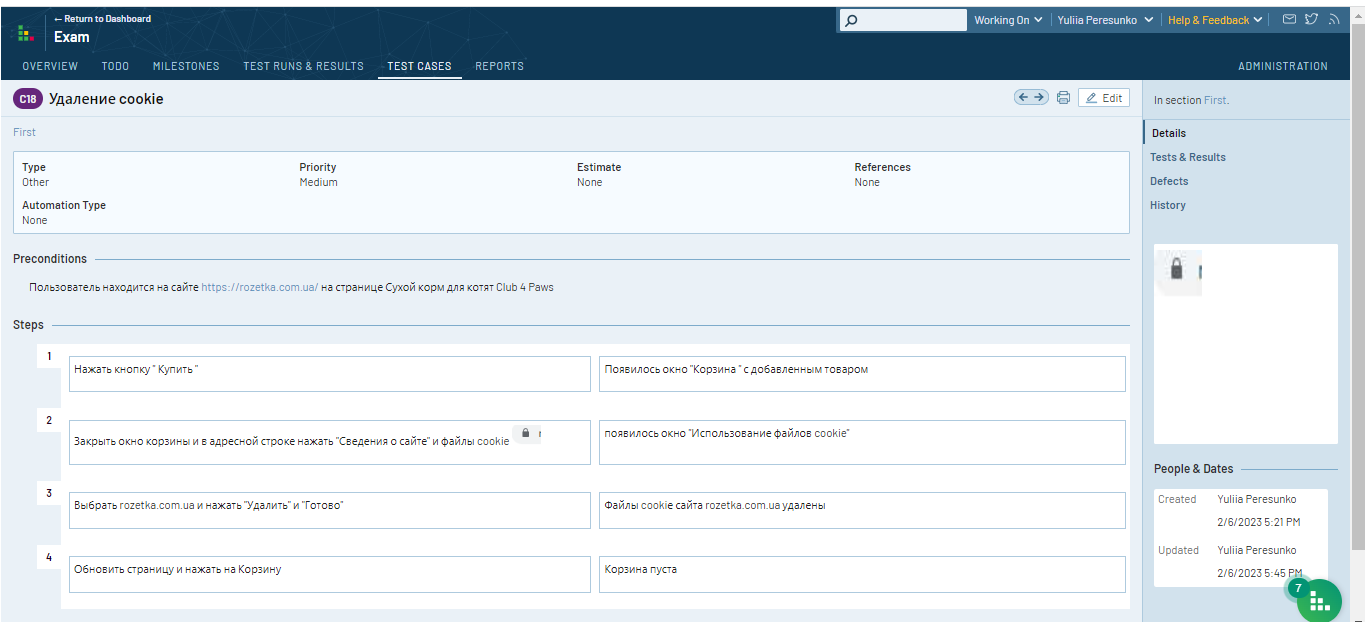 ← Return to Dashboard
Exam
Working On
Yuliia Peresunko
Help & Feedback
OVERVIEW
TODO
MILESTONES
TEST RUNS & RESULTS
TEST CASES
REPORTS
ADMINISTRATION
C18
Удаление cookie
Edit
First
Type
Other
Priority
Medium
Estimate
None
References
None
Automation Type
None
Preconditions
Пользователь находится на сайте https://rozetka.com.ua/ на странице Сухой корм для котят Club 4 Paws
Steps
1
Нажать кнопку " Купить "
Появилось окно "Корзина " с добавленным товаром
2
Закрыть окно корзины и в адресной строке нажать "Сведения о сайте" и файлы cookie
появилось окно "Использование файлов cookie"
3
Выбрать rozetka.com.ua и нажать "Удалить" и "Готово"
Файлы cookie сайта rozetka.com.ua удалены
4
Обновить страницу и нажать на Корзину
Корзина пуста
In section First.
Details
Tests & Results
Defects
History
People & Dates
Created
Yuliia Peresunko
2/6/2023 5:21 PM
Updated
Yuliia Peresunko
2/6/2023 5:45 PM
7